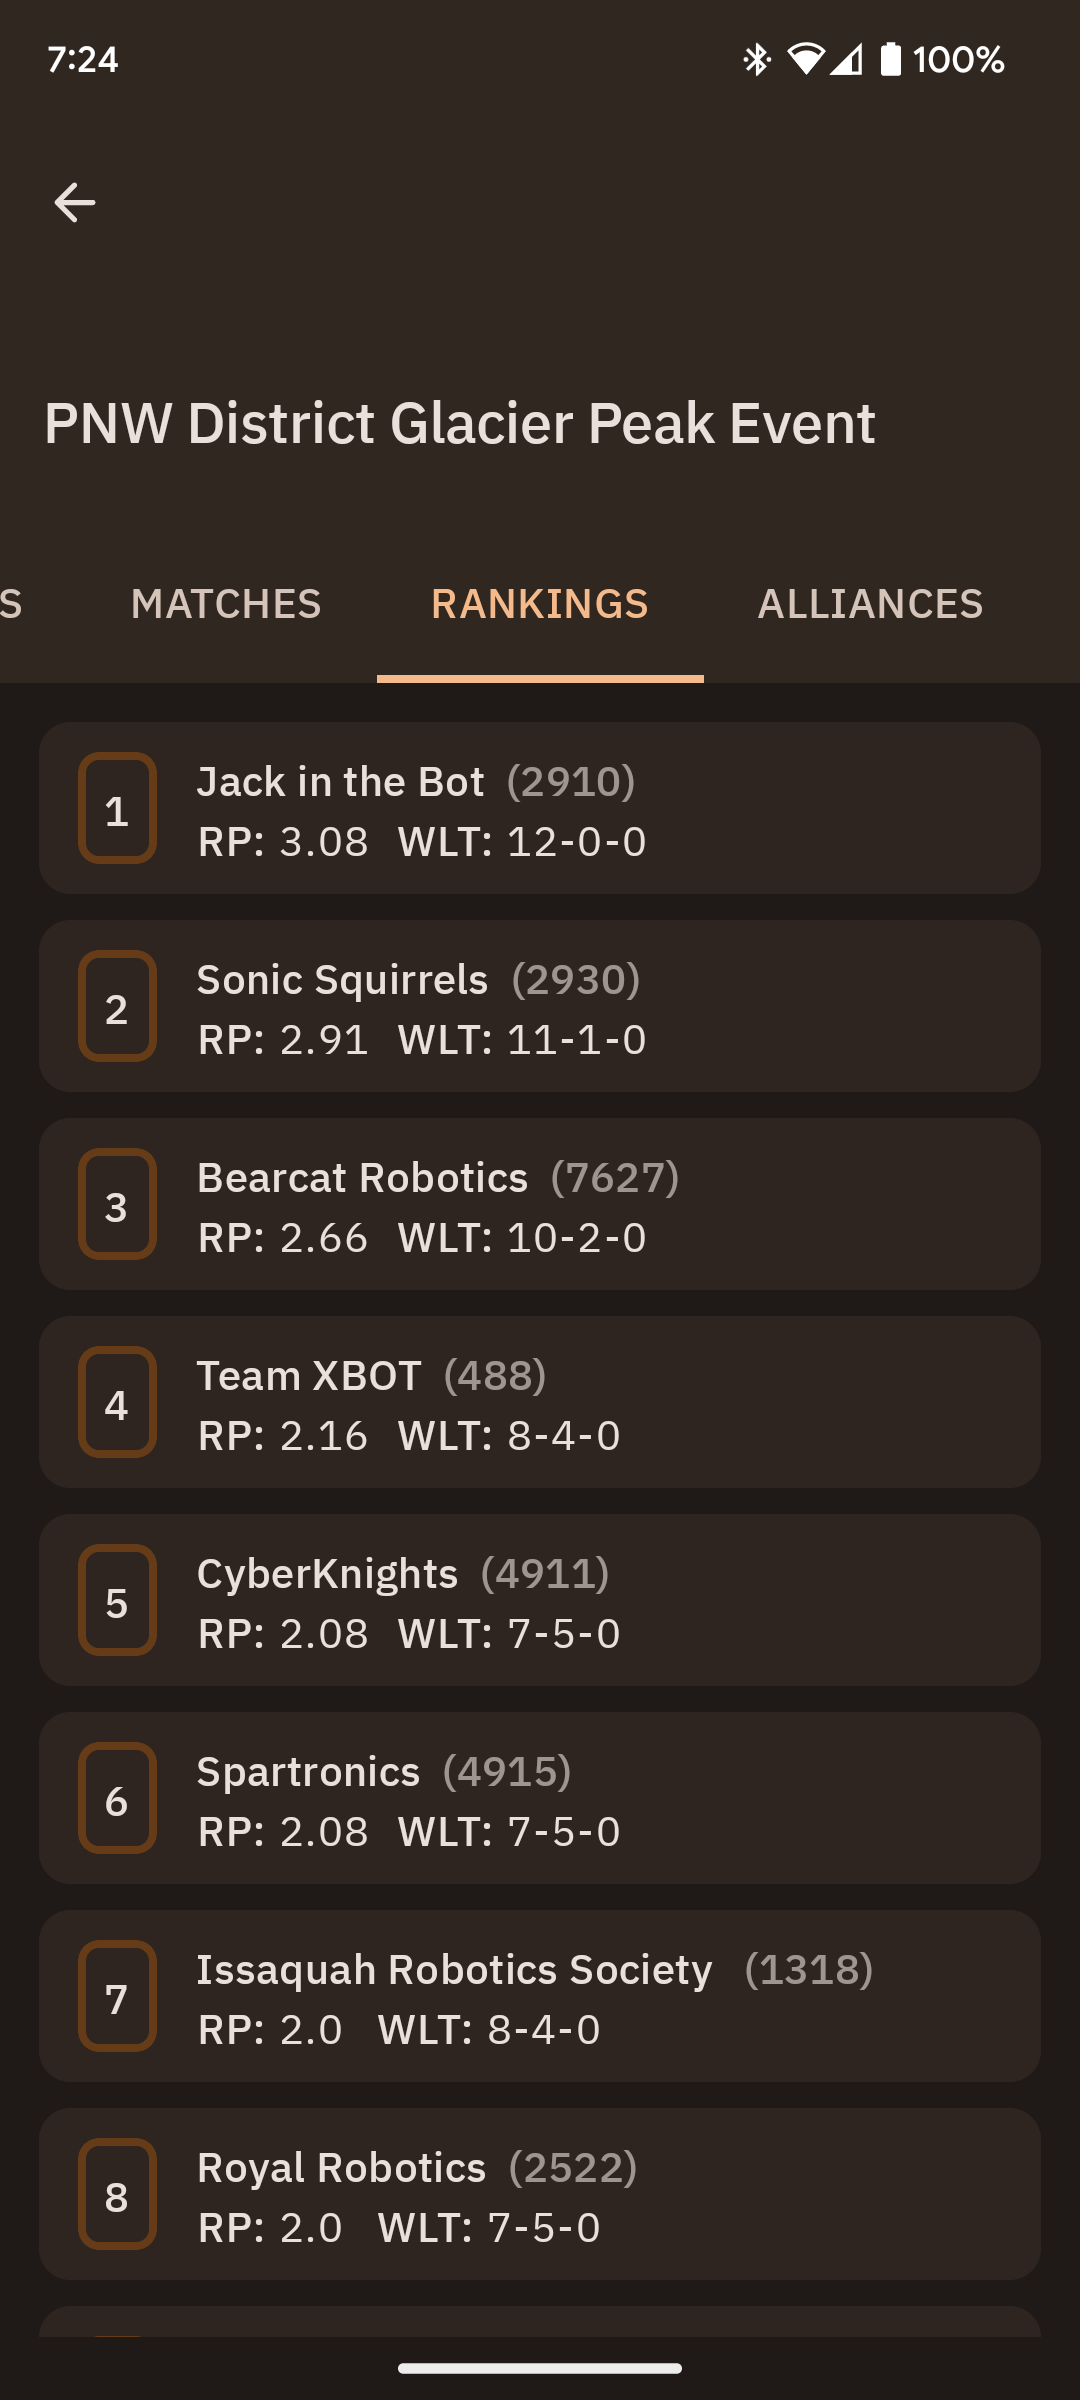 7:24 100%
PNW District Glacier Peak Event
S MATCHES RANKINGS ALLIANCES
1
Jack in the Bot (2910)
RP: 3.08 WLT: 12-0-0
2
Sonic Squirrels (2930)
RP: 2.91 WLT: 11-1-0
3
Bearcat Robotics (7627)
RP: 2.66 WLT: 10-2-0
4
Team XBOT (488)
RP: 2.16 WLT: 8-4-0
5
CyberKnights (4911)
RP: 2.08 WLT: 7-5-0
6
Spartronics (4915)
RP: 2.08 WLT: 7-5-0
7
Issaquah Robotics Society (1318)
RP: 2.0 WLT: 8-4-0
8
Royal Robotics (2522)
RP: 2.0 WLT: 7-5-0